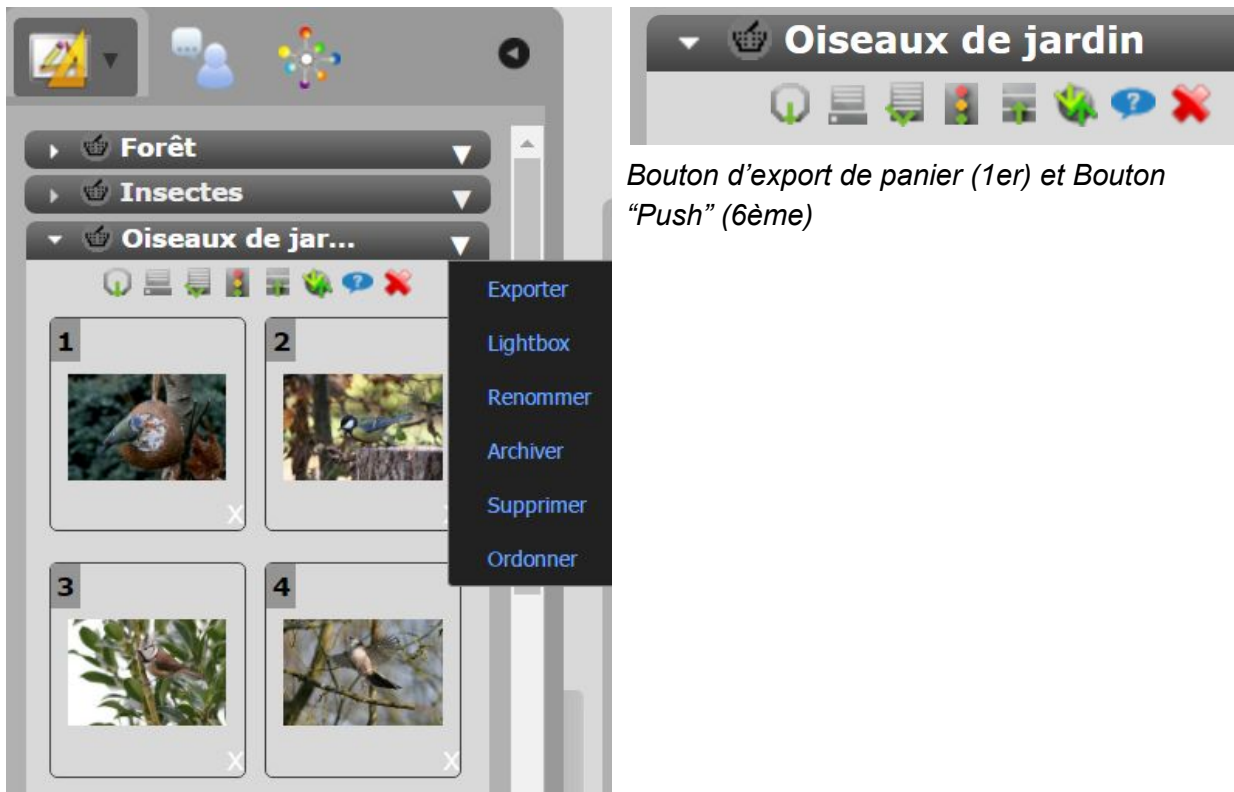 Forêt
Insectes
Oiseaux de jar...
Exporter
Lightbox
Renommer
Archiver
Supprimer
Ordonner
1
2
X
3
4
X
X
Oiseaux de jardin
?
Bouton d’export de panier (1er) et Bouton
“Push” (6ème)